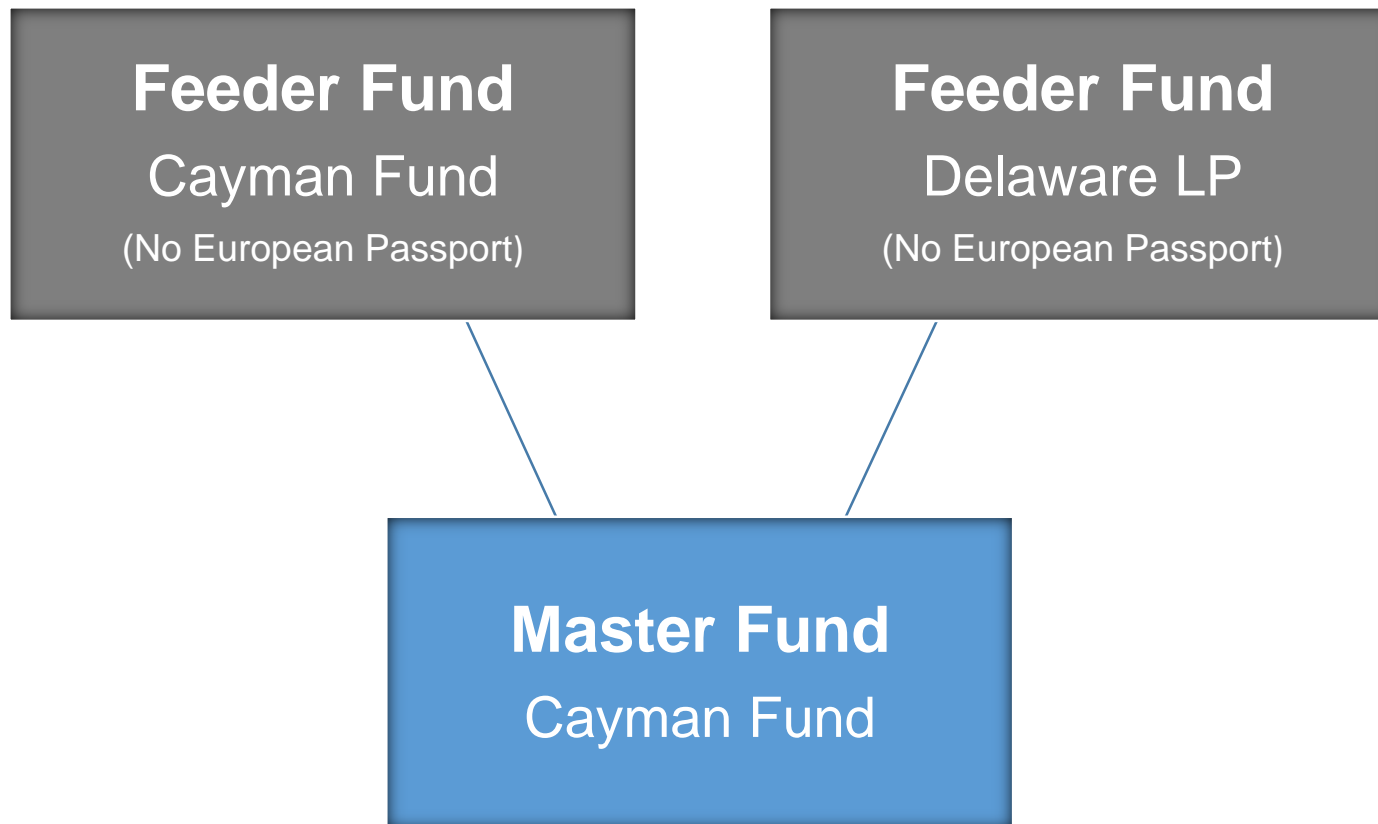 Feeder Fund
Cayman Fund
(No European Passport)
Feeder Fund
Delaware LP
(No European Passport)
Master Fund
Cayman Fund